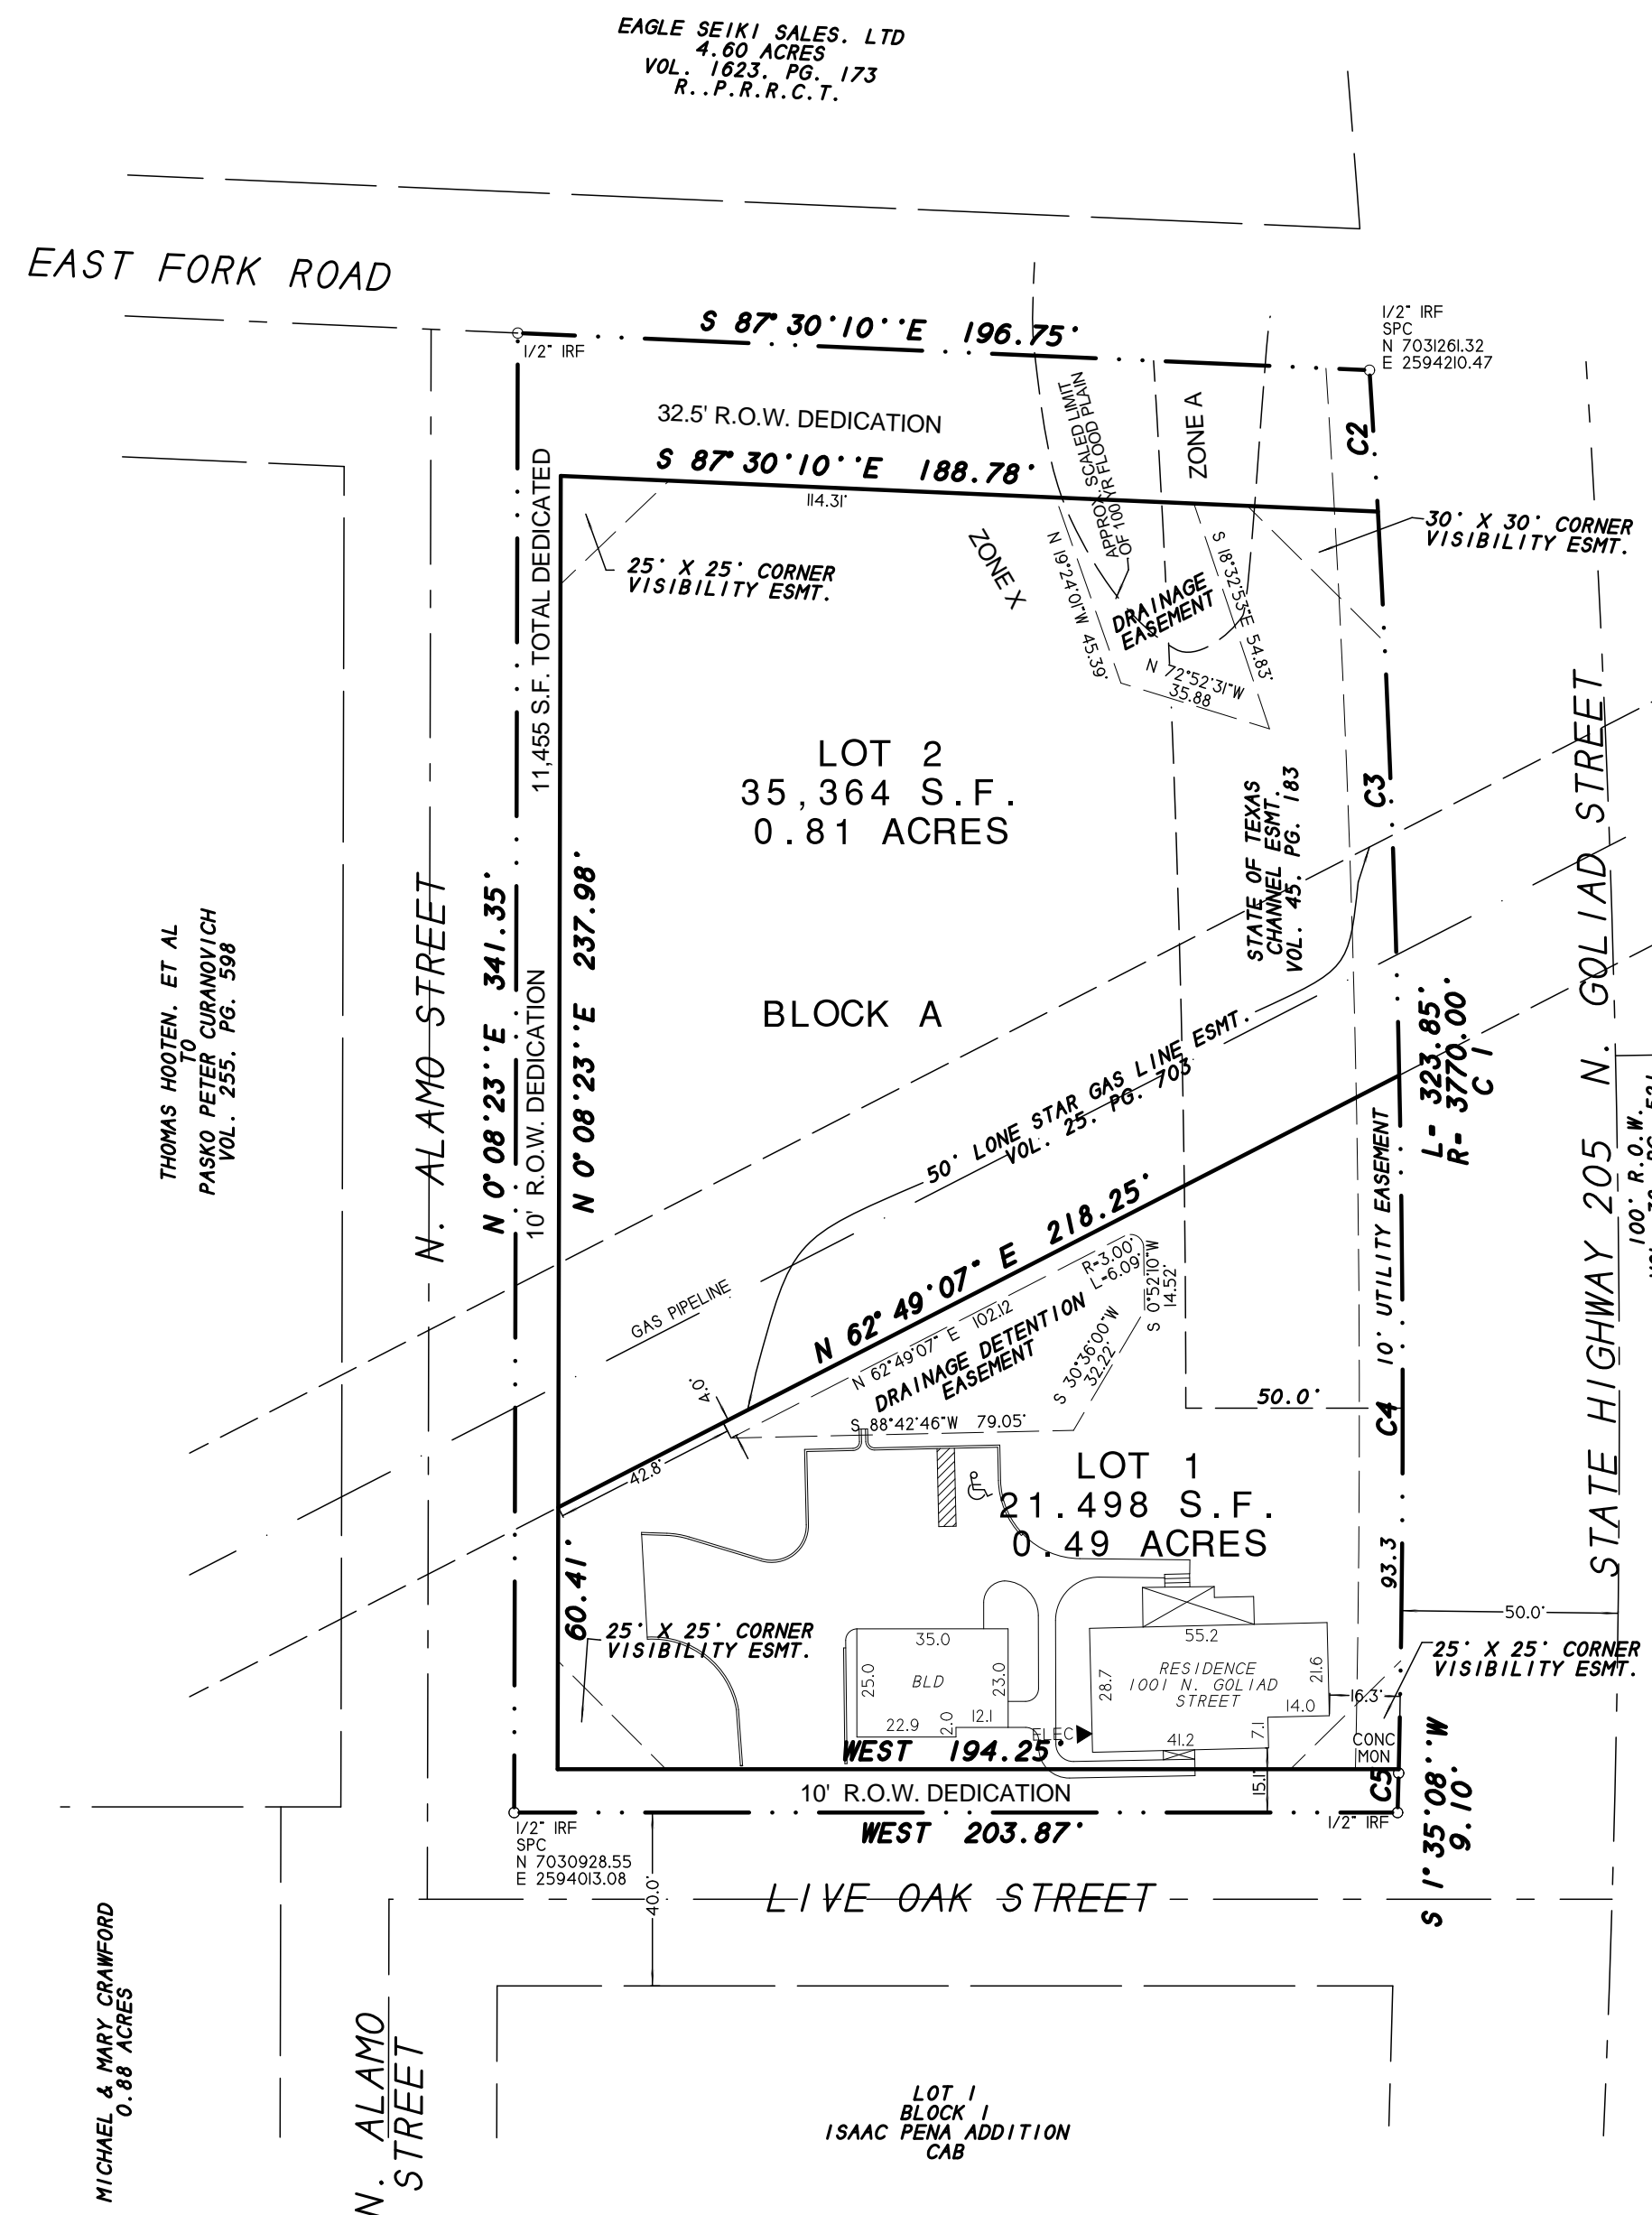 EAGLE SEIKI SALES. LTD
4.60 ACRES
VOL. 1623. PG. 173
R..P.R.R.C.T.
EAST FORK ROAD
S 87°30'10''E 196.75'
1/2" IRF
1/2" IRF
SPC
N 7031261.32
E 2594210.47
32.5' R.O.W. DEDICATION
S 87°30'10''E 188.78'
114.31'
C2
APPROX. SCALED LIMIT
OF 100 YR FLOOD PLAIN
ZONE A
ZONE X
30' X 30' CORNER
VISIBILITY ESMT.
25' X 25' CORNER
VISIBILITY ESMT.
11,455 S.F. TOTAL DEDICATED
N 19°24'01"W 45.39'
DRAINAGE
EASEMENT
S 18°32'53"E 54.83'
N 72°52'31"W
35.88
LOT 2
35,364 S.F.
0.81 ACRES
STATE OF TEXAS
CHANNEL ESMT.
VOL. 45. PG. 183
C3
N. ALAMO STREET
N 0°08'23''E 341.35'
10' R.O.W. DEDICATION
N 0°08'23''E 237.98'
THOMAS HOOTEN. ET AL
TO
PASKO PETER CURANOVICH
VOL. 255. PG. 598
BLOCK A
50' LONE STAR GAS LINE ESMT.
VOL. 25. PG. 703
L- 323.85'
R- 3770.00'
C 1
STATE HIGHWAY 205 N. GOLIAD STREET
100' R.O.W.
GAS PIPELINE
N 62°49'07" E 218.25'
N 62°49'07" E 102.12
DRAINAGE DETENTION
EASEMENT
R-3.00'
L-6.09'
S 0°52'10"W
14.52'
S 30°36'00"W
32.22'
S 88°42'46"W 79.05'
4.0'
42.8'
50.0'
10' UTILITY EASEMENT
C4
LOT 1
21.498 S.F.
0.49 ACRES
93.3
50.0'
60.41'
25' X 25' CORNER
VISIBILITY ESMT.
35.0
25.0
BLD
23.0
22.9
2.0
12.1
ELEC
55.2
28.7
RESIDENCE
1001 N. GOLIAD
STREET
21.6
14.0
7.1
41.2
16.3'
25' X 25' CORNER
VISIBILITY ESMT.
CONC
MON
WEST 194.25'
10' R.O.W. DEDICATION
15.1'
C5
S 1°35'08''W
9.10'
WEST 203.87'
1/2" IRF
1/2" IRF
SPC
N 7030928.55
E 2594013.08
40.0'
LIVE OAK STREET
MICHAEL & MARY CRAWFORD
0.88 ACRES
N. ALAMO
STREET
LOT 1
BLOCK 1
ISAAC PENA ADDITION
CAB